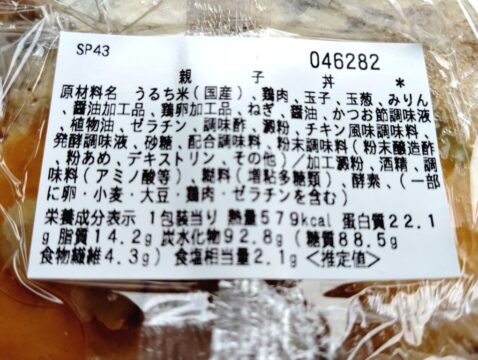 SP43
046282
親 子 丼 *
原材料名 うるち米(国産)、鶏肉、玉子、玉葱、みりん
、醤油加工品、鶏卵加工品、ねぎ、醤油、かつお節調味液
、植物油、ゼラチン、調味酢、澱粉、チキン風味調味料、
発酵調味液、砂糖、配合調味料、粉末調味料(粉末醸造酢
、粉あめ、デキストリン、その他)/加工澱粉、酒精、調
味料(アミノ酸等)、糊料(増粘多糖類)、酵素、(一部
に卵・小麦・大豆・鶏肉・ゼラチンを含む)
栄養成分表示 1包装当り 熱量579kcal 蛋白質22.1
g 脂質14.2g 炭水化物92.8g(糖質88.5g
食物繊維4.3g) 食塩相当量2.1g <推定値>